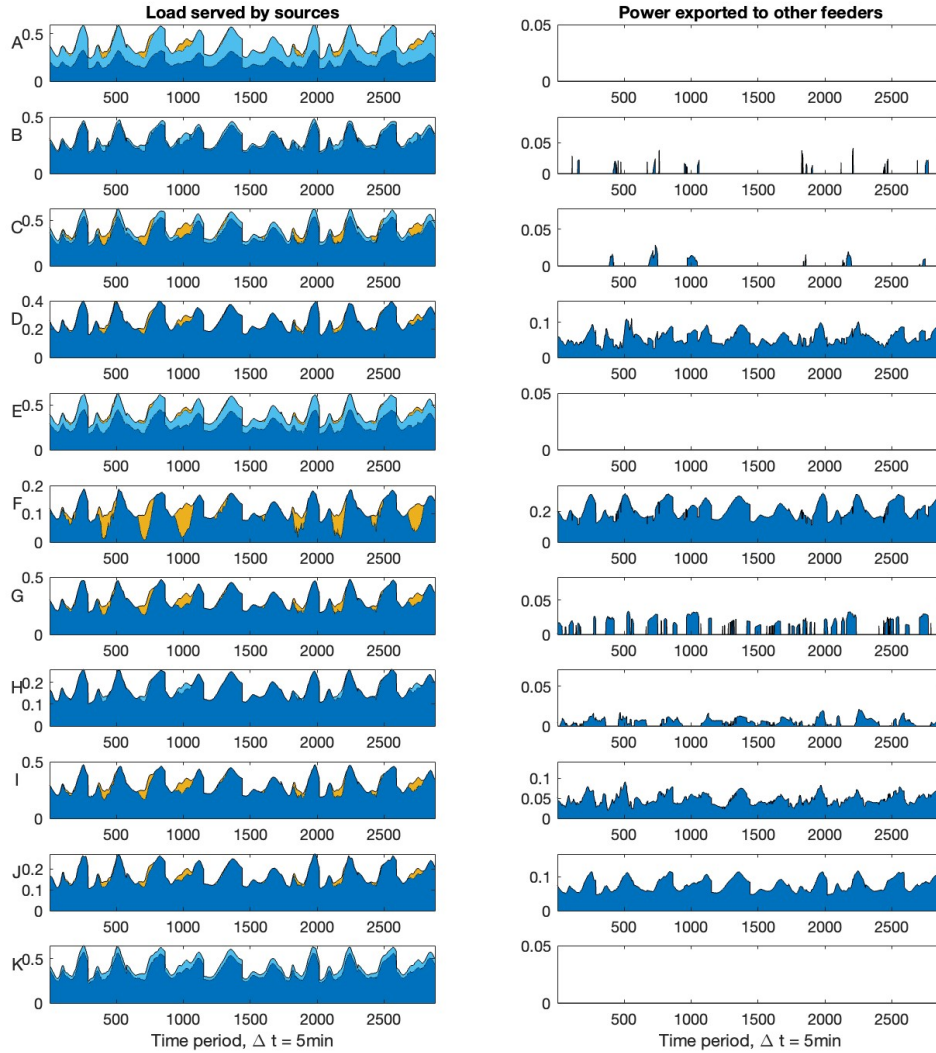 Load served by sources Power exported to other feeders
A 0.5 0 0.05 0
500 1000 1500 2000 2500 500 1000 1500 2000 2500
B 0.5 0 0.05 0
500 1000 1500 2000 2500 500 1000 1500 2000 2500
C 0.5 0 0.05 0
500 1000 1500 2000 2500 500 1000 1500 2000 2500
D 0.4 0.2 0 0.1 0
500 1000 1500 2000 2500 500 1000 1500 2000 2500
E 0.5 0 0.05 0
500 1000 1500 2000 2500 500 1000 1500 2000 2500
F 0.2 0.1 0 0.2 0
500 1000 1500 2000 2500 500 1000 1500 2000 2500
G 0.5 0 0.05 0
500 1000 1500 2000 2500 500 1000 1500 2000 2500
H 0.2 0.1 0 0.05 0
500 1000 1500 2000 2500 500 1000 1500 2000 2500
I 0.5 0 0.1 0.05 0
500 1000 1500 2000 2500 500 1000 1500 2000 2500
J 0.2 0.1 0 0.1 0
500 1000 1500 2000 2500 500 1000 1500 2000 2500
K 0.5 0 0.05 0
500 1000 1500 2000 2500 500 1000 1500 2000 2500
Time period, Δ t = 5min Time period, Δ t = 5min